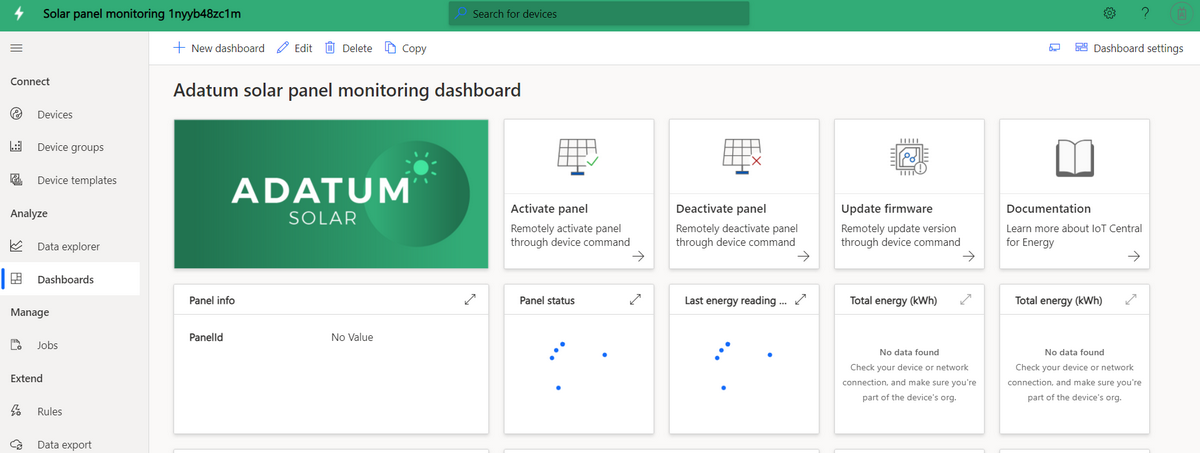 Solar panel monitoring 1nyyb48zc1m
Search for devices
?
New dashboard
Edit
Delete
Copy
Dashboard settings
Connect
Devices
Device groups
Device templates
Analyze
Data explorer
Dashboards
Manage
Jobs
Extend
Rules
Data export
Adatum solar panel monitoring dashboard
ADATUM
SOLAR
Activate panel
Remotely activate panel
through device command
Deactivate panel
Remotely deactivate panel
through device command
Update firmware
Remotely update version
through device command
Documentation
Learn more about IoT Central
for Energy
Panel info
PanelId
No Value
Panel status
Last energy reading ...
Total energy (kWh)
No data found
Check your device or network
connection, and make sure you're
part of the device's org.
Total energy (kWh)
No data found
Check your device or network
connection, and make sure you're
part of the device's org.